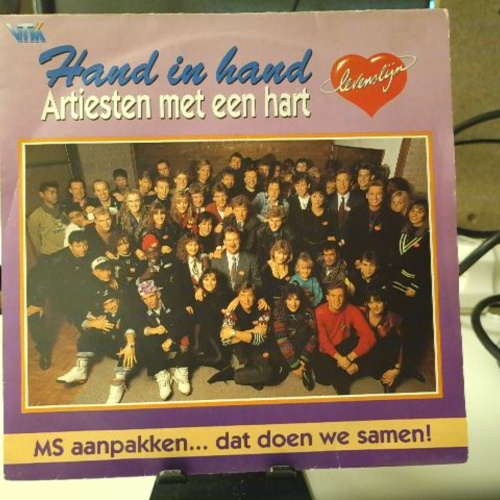 VTM
Hand in hand
Artiesten met een hart
levenslijn
MS aanpakken... dat doen we samen!